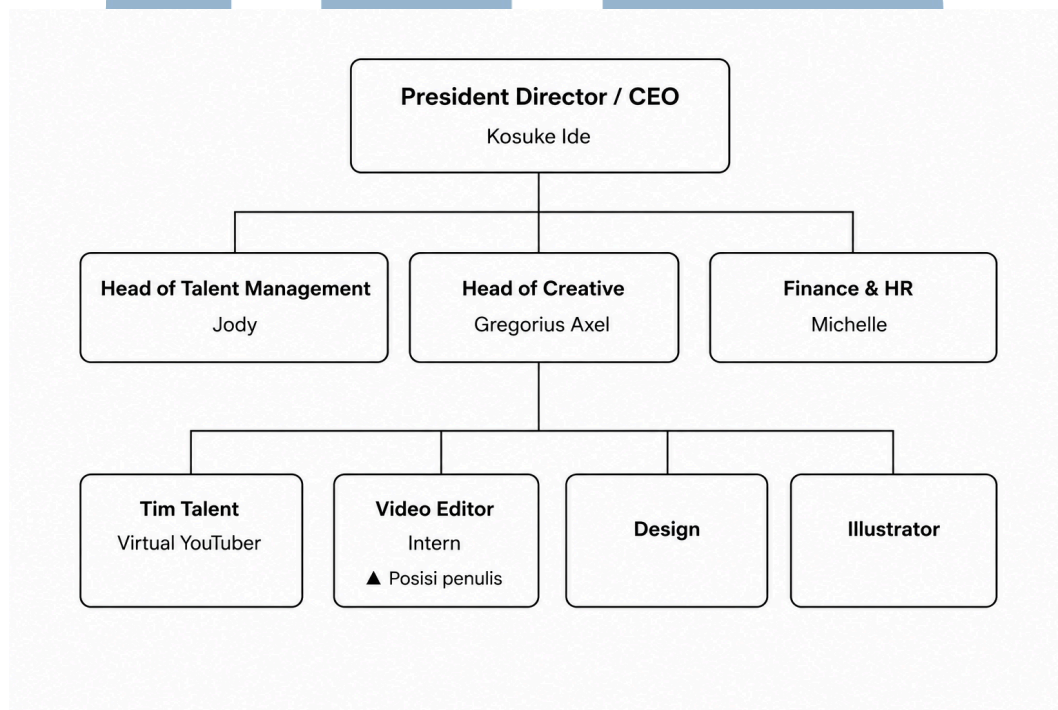 President Director / CEO
Kosuke Ide
Head of Talent Management
Jody
Head of Creative
Gregorius Axel
Finance & HR
Michelle
Tim Talent
Virtual YouTuber
Video Editor
Intern
▲ Posisi penulis
Design
Illustrator